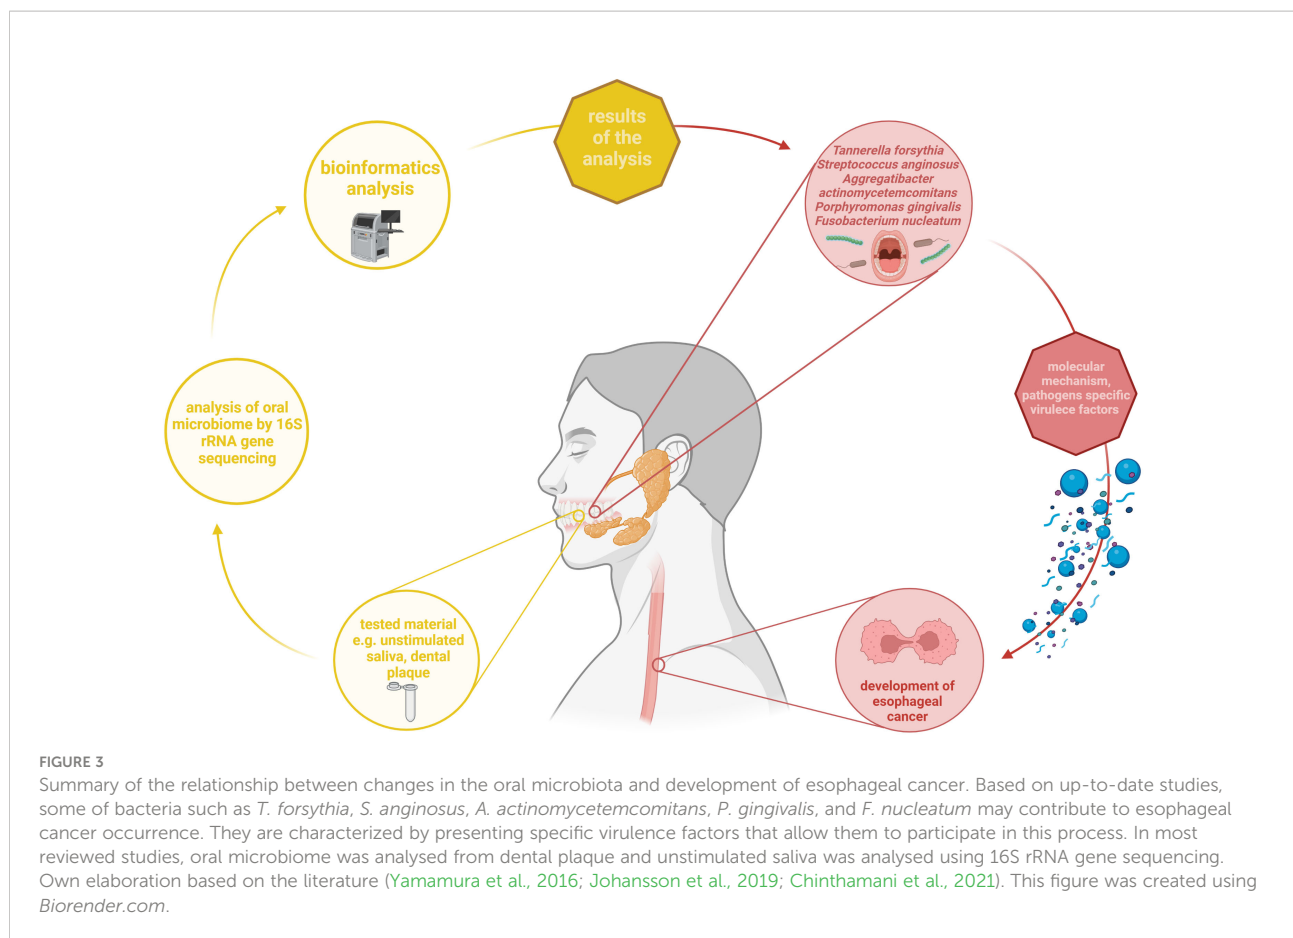 results
of the
analysis
bioinformatics
analysis
Tannerella forsythia
Streptococcus anginosus
Aggregatibacter
actinomycetemcomitans
Porphyromonas gingivalis
Fusobacterium nucleatum
molecular
mechanism,
pathogens specific
virulece factors
analysis of oral
microbiome by 16S
rRNA gene
sequencing
tested material
e.g. unstimulated
saliva, dental
plaque
development of
esophageal
cancer
FIGURE 3
Summary of the relationship between changes in the oral microbiota and development of esophageal cancer. Based on up-to-date studies,
some of bacteria such as T. forsythia, S. anginosus, A. actinomycetemcomitans, P. gingivalis, and F. nucleatum may contribute to esophageal
cancer occurrence. They are characterized by presenting specific virulence factors that allow them to participate in this process. In most
reviewed studies, oral microbiome was analysed from dental plaque and unstimulated saliva was analysed using 16S rRNA gene sequencing.
Own elaboration based on the literature (Yamamura et al., 2016; Johansson et al., 2019; Chinthamani et al., 2021). This figure was created using
Biorender.com.